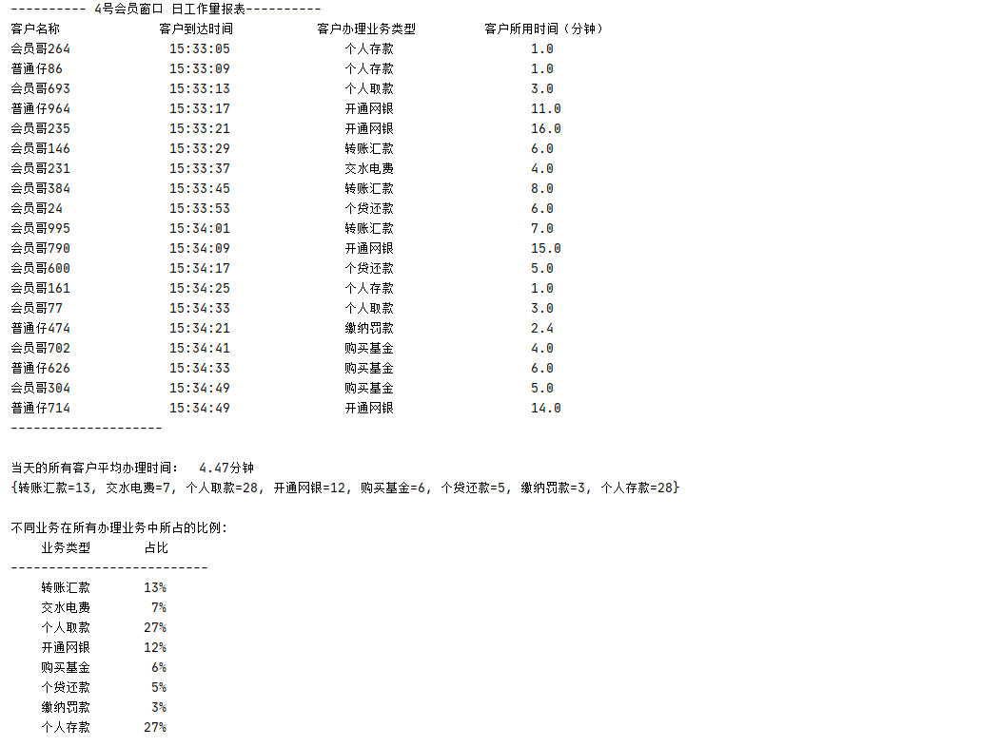 ---------- 4号会员窗口 日工作量报表----------
客户名称 客户到达时间 客户办理业务类型 客户所用时间（分钟）
会员哥264 15:33:05 个人存款 1.0
普通仔86 15:33:09 个人存款 1.0
会员哥693 15:33:13 个人取款 3.0
普通仔964 15:33:17 开通网银 11.0
会员哥235 15:33:21 开通网银 16.0
会员哥146 15:33:29 转账汇款 6.0
会员哥231 15:33:37 交水电费 4.0
会员哥384 15:33:45 转账汇款 8.0
会员哥24 15:33:53 个贷还款 6.0
会员哥995 15:34:01 转账汇款 7.0
会员哥790 15:34:09 开通网银 15.0
会员哥600 15:34:17 个贷还款 5.0
会员哥161 15:34:25 个人存款 1.0
会员哥77 15:34:33 个人取款 3.0
普通仔474 15:34:21 缴纳罚款 2.4
会员哥702 15:34:41 购买基金 4.0
普通仔626 15:34:33 购买基金 6.0
会员哥304 15:34:49 购买基金 5.0
普通仔714 15:34:49 开通网银 14.0
--------------------
当天的所有客户平均办理时间： 4.47分钟
{转账汇款=13, 交水电费=7, 个人取款=28, 开通网银=12, 购买基金=6, 个贷还款=5, 缴纳罚款=3, 个人存款=28}
不同业务在所有办理业务中所占的比例:
业务类型 占比
--------------------------
转账汇款 13%
交水电费 7%
个人取款 27%
开通网银 12%
购买基金 6%
个贷还款 5%
缴纳罚款 3%
个人存款 27%